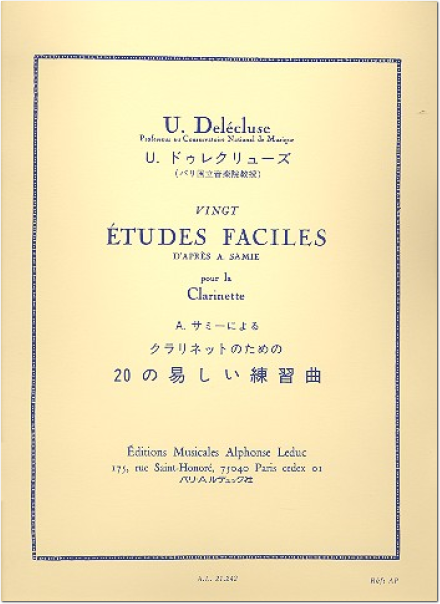 U. Delécluse
Professeur au Conservatoire National de Musique
U. ドゥレクリューズ
(パリ国立音楽院教授)
VINGT
ÉTUDES FACILES
D'APRÈS A. SAMIE
pour la
Clarinette
A. サミーによる
クラリネットのための
20の易しい練習曲
Éditions Musicales Alphonse Leduc
175, rue Saint-Honoré, 75040 Paris cedex 01
パリ・A.ルデュック社
A.L. 21.242
Réf: AP